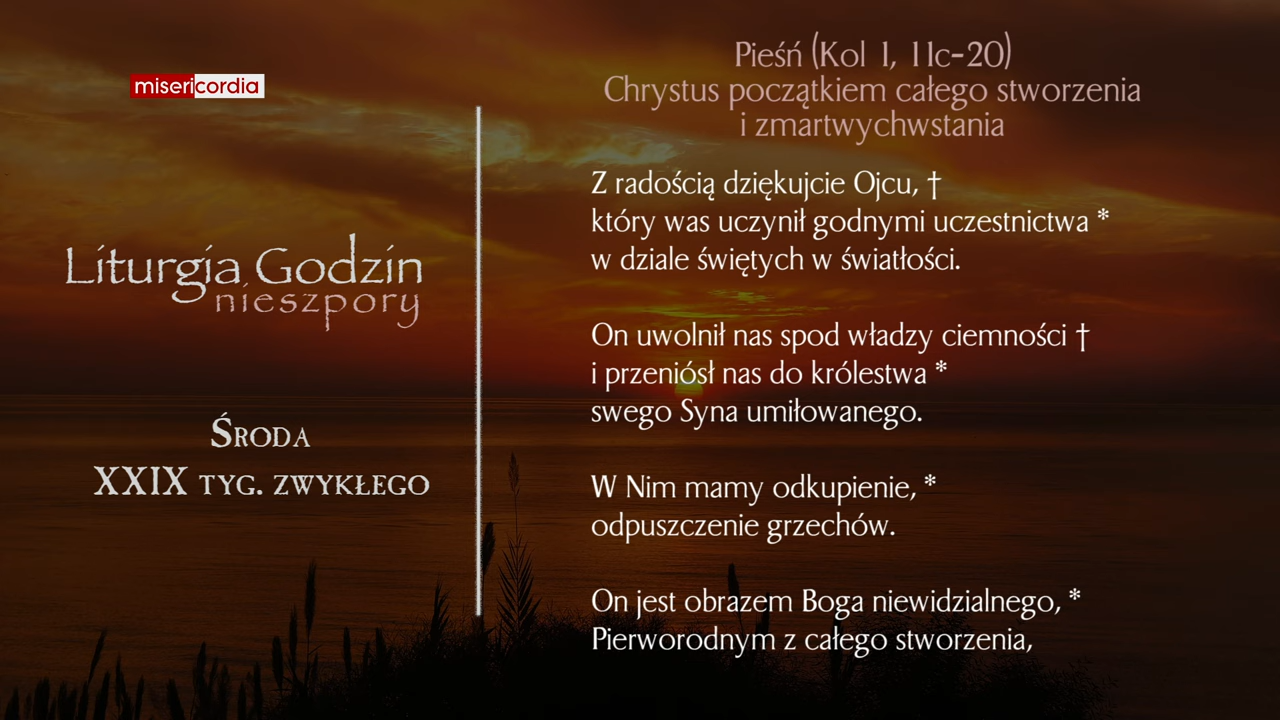 misericordia
Liturgia Godzin
nieszpory
Środa
XXIX tyg. zwykłego
Pieśń (Kol 1, 11c-20)
Chrystus początkiem całego stworzenia
i zmartwychwstania
Z radością dziękujcie Ojcu, †
który was uczynił godnymi uczestnictwa *
w dziale świętych w światłości.
On uwolnił nas spod władzy ciemności †
i przeniósł nas do królestwa *
swego Syna umiłowanego.
W Nim mamy odkupienie, *
odpuszczenie grzechów.
On jest obrazem Boga niewidzialnego, *
Pierworodnym z całego stworzenia,